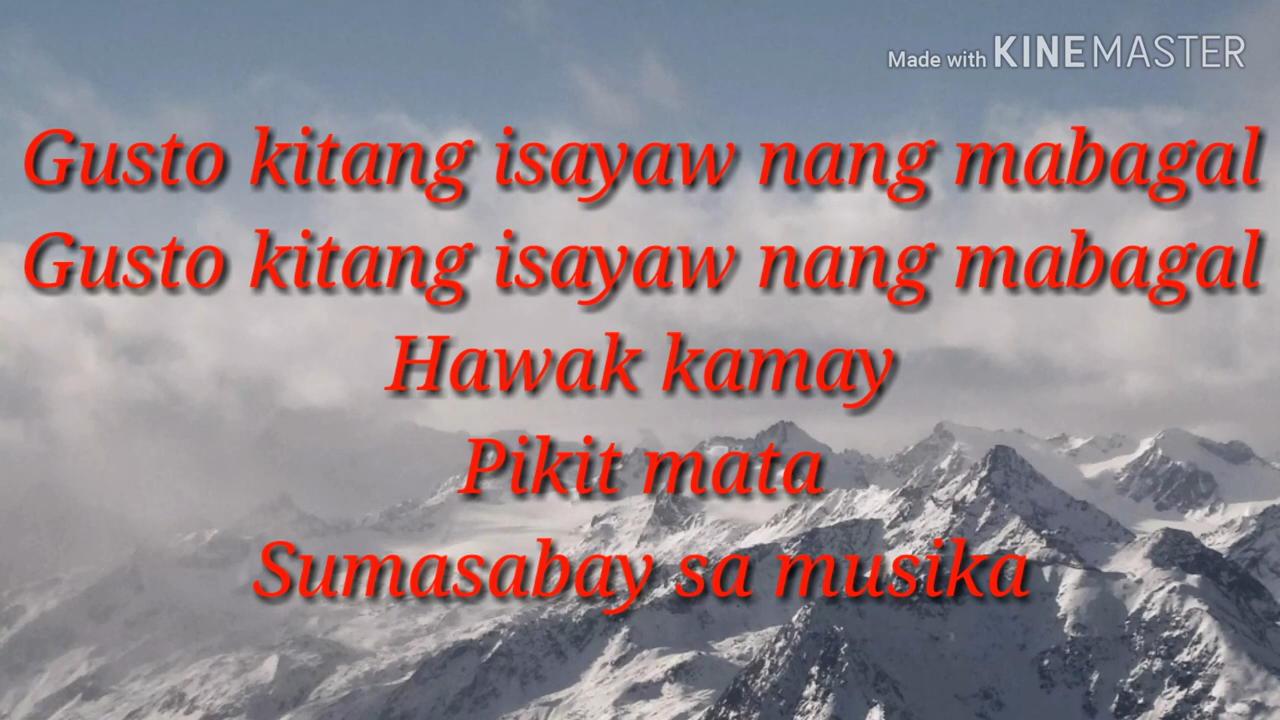 Made with KINEMASTER
Gusto kitang isayaw nang mabagal
Gusto kitang isayaw nang mabagal
Hawak kamay
Pikit mata
Sumasabay sa musika